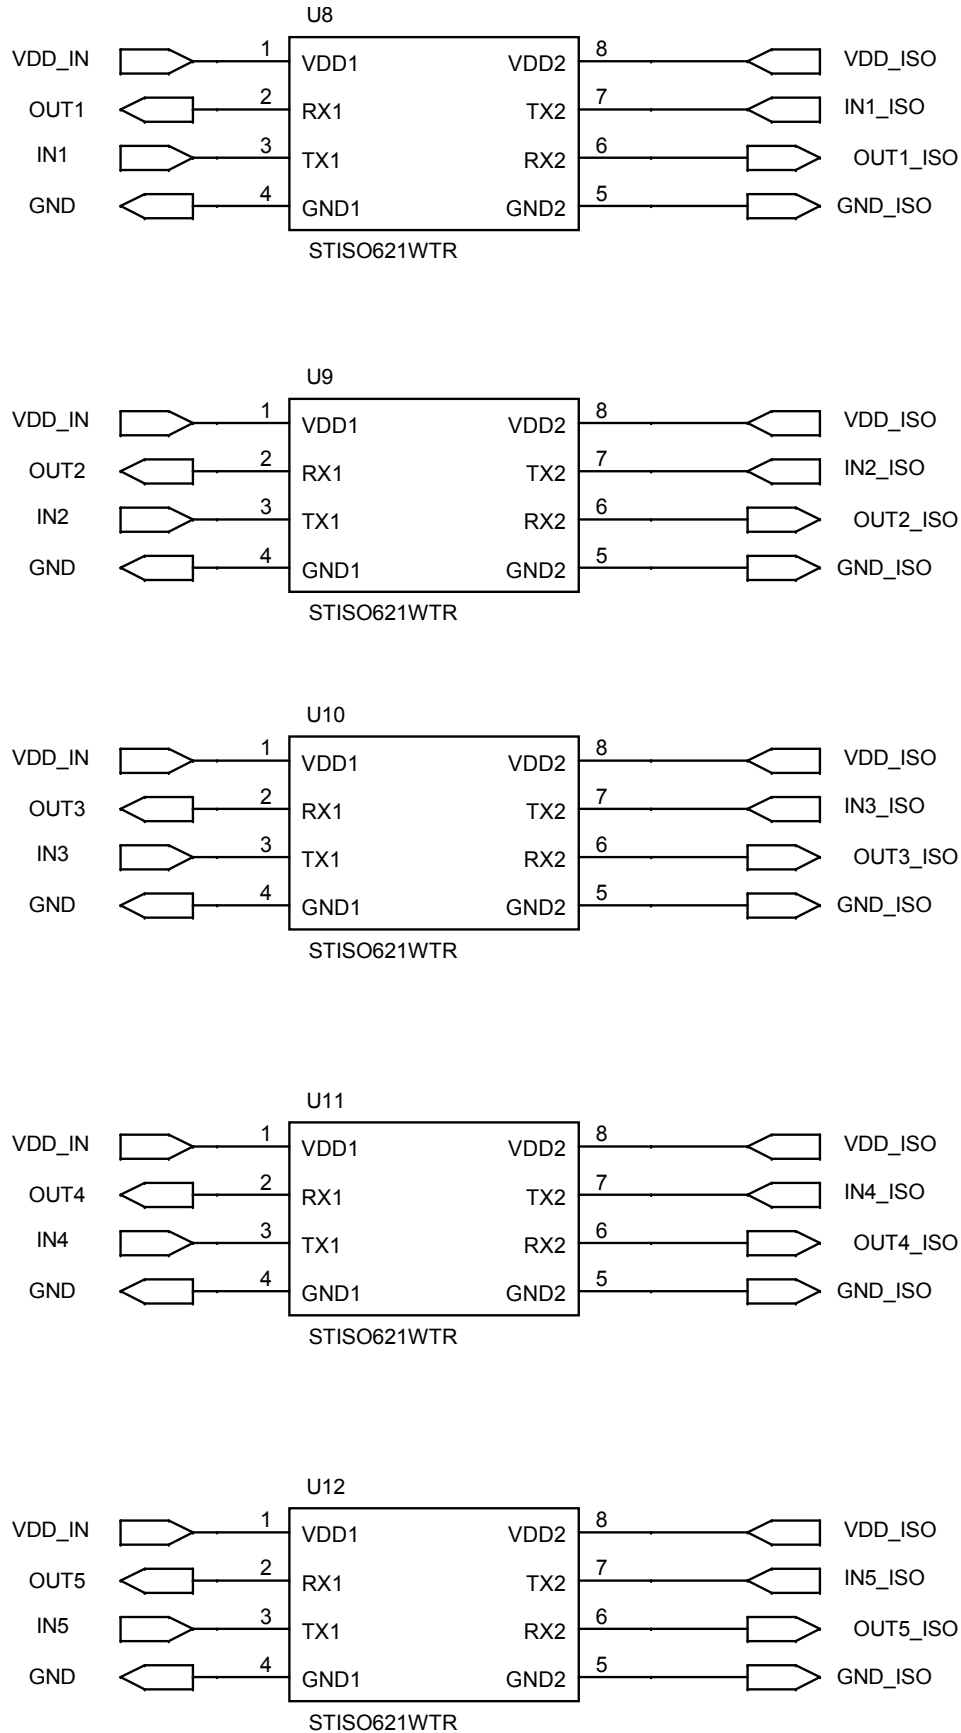 U8
VDD_IN 1 VDD1 VDD2 8 VDD_ISO
OUT1 2 RX1 TX2 7 IN1_ISO
IN1 3 TX1 RX2 6 OUT1_ISO
GND 4 GND1 GND2 5 GND_ISO
STISO621WTR
U9
VDD_IN 1 VDD1 VDD2 8 VDD_ISO
OUT2 2 RX1 TX2 7 IN2_ISO
IN2 3 TX1 RX2 6 OUT2_ISO
GND 4 GND1 GND2 5 GND_ISO
STISO621WTR
U10
VDD_IN 1 VDD1 VDD2 8 VDD_ISO
OUT3 2 RX1 TX2 7 IN3_ISO
IN3 3 TX1 RX2 6 OUT3_ISO
GND 4 GND1 GND2 5 GND_ISO
STISO621WTR
U11
VDD_IN 1 VDD1 VDD2 8 VDD_ISO
OUT4 2 RX1 TX2 7 IN4_ISO
IN4 3 TX1 RX2 6 OUT4_ISO
GND 4 GND1 GND2 5 GND_ISO
STISO621WTR
U12
VDD_IN 1 VDD1 VDD2 8 VDD_ISO
OUT5 2 RX1 TX2 7 IN5_ISO
IN5 3 TX1 RX2 6 OUT5_ISO
GND 4 GND1 GND2 5 GND_ISO
STISO621WTR